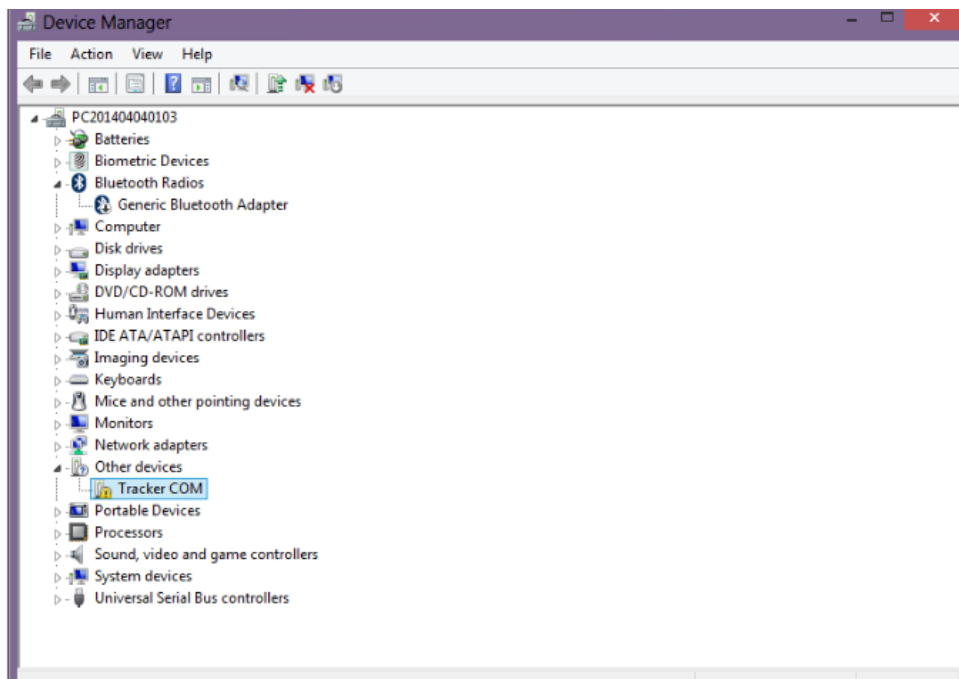 Device Manager
File Action View Help
PC201404040103
Batteries
Biometric Devices
Bluetooth Radios
Generic Bluetooth Adapter
Computer
Disk drives
Display adapters
DVD/CD-ROM drives
Human Interface Devices
IDE ATA/ATAPI controllers
Imaging devices
Keyboards
Mice and other pointing devices
Monitors
Network adapters
Other devices
Tracker COM
Portable Devices
Processors
Sound, video and game controllers
System devices
Universal Serial Bus controllers